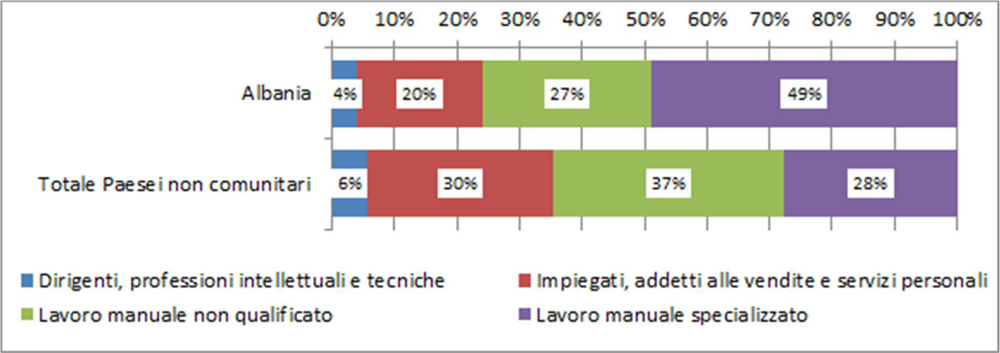 0% 10% 20% 30% 40% 50% 60% 70% 80% 90% 100%
Albania 4% 20% 27% 49%
Totale Paesei non comunitari 6% 30% 37% 28%
Dirigenti, professioni intellettuali e tecniche Impiegati, addetti alle vendite e servizi personali
Lavoro manuale non qualificato Lavoro manuale specializzato